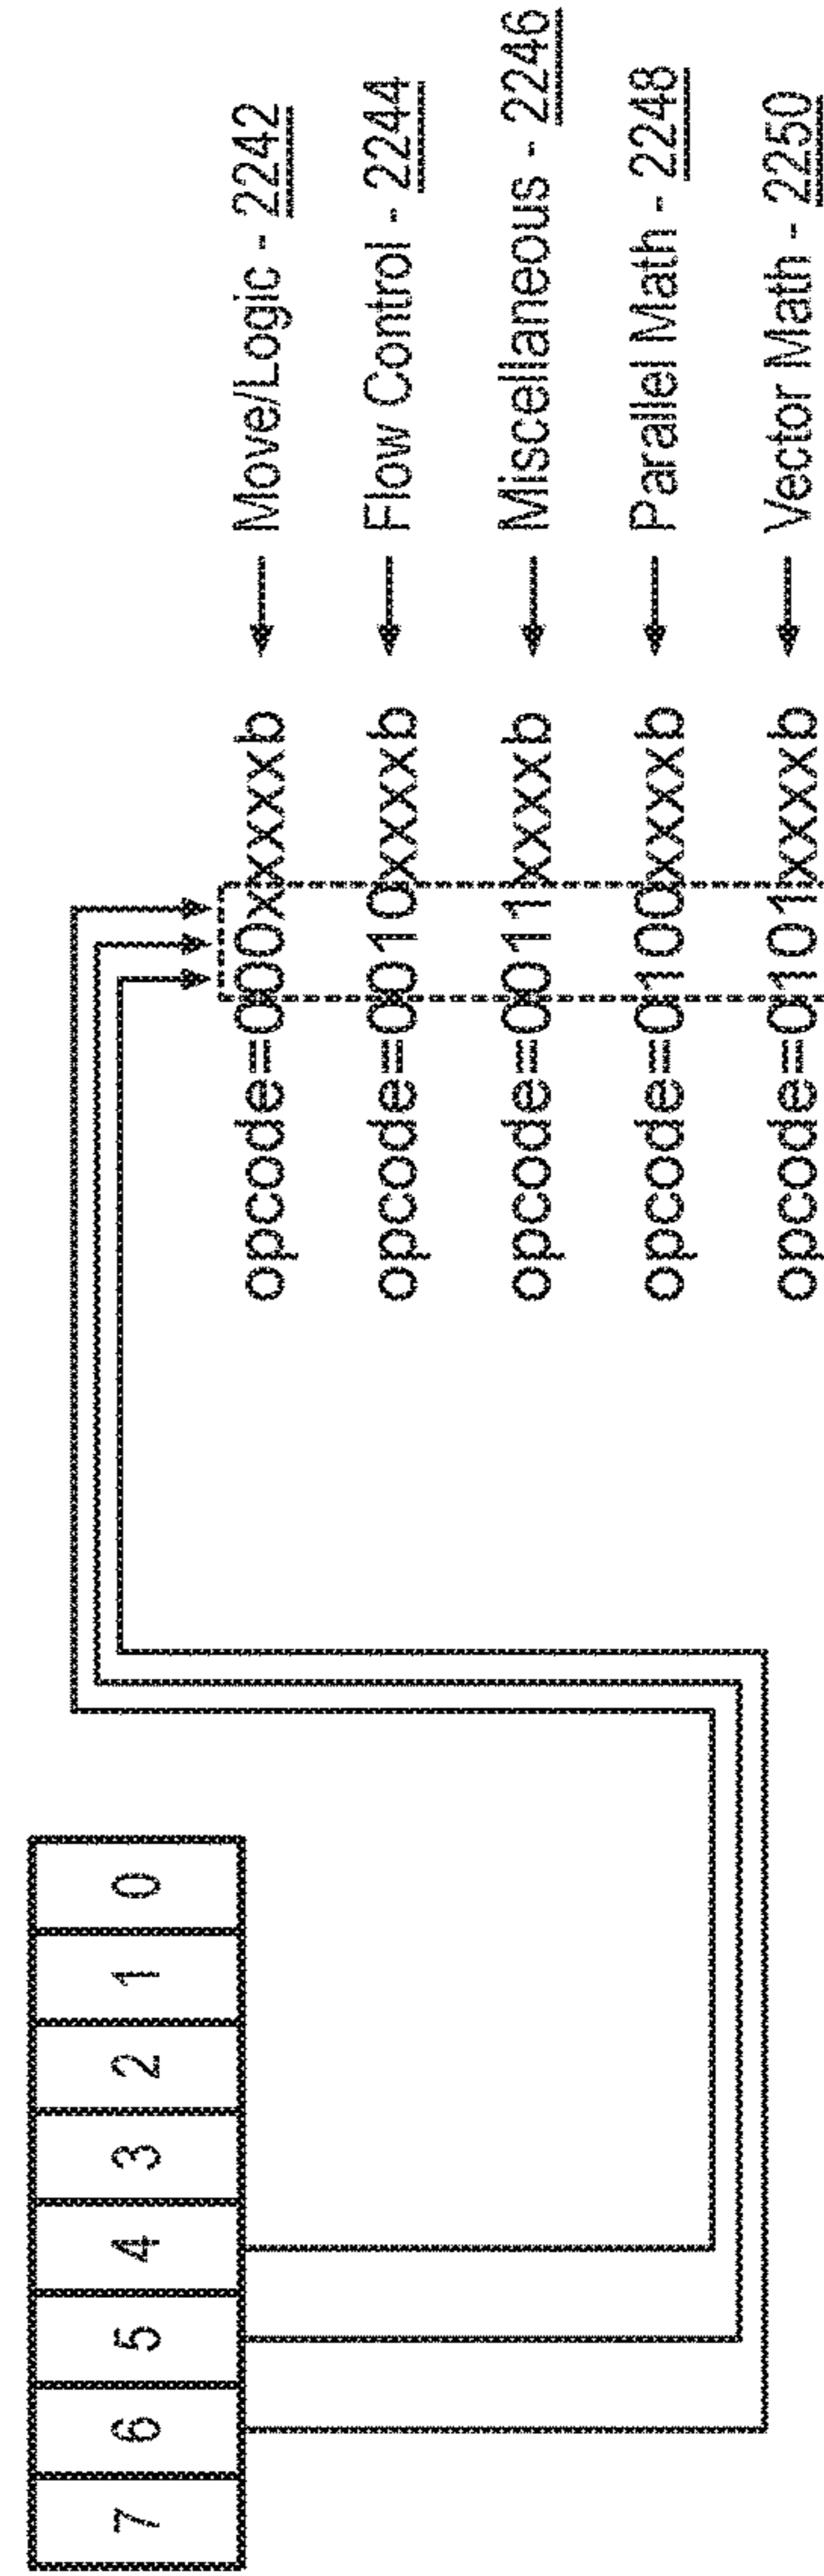 7 6 5 4 3 2 1 0
opcode=000xxxxxb ← Move/Logic - 2242
opcode=0010xxxxb ← Flow Control - 2244
opcode=0011xxxxb ← Miscellaneous - 2246
opcode=0100xxxxb ← Parallel Math - 2248
opcode=0101xxxxb ← Vector Math - 2250